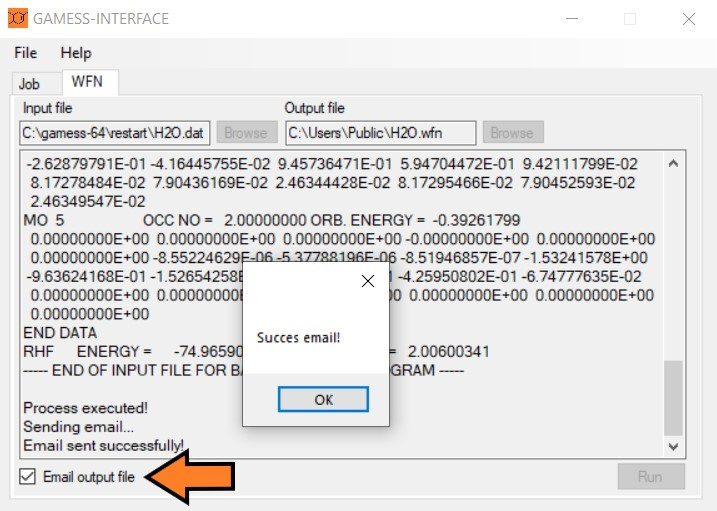 GAMESS-INTERFACE
File Help
Job WFN
Input file Output file
C:\gamess-64\restart\H2O.dat Browse C:\Users\Public\H2O.wfn Browse
-2.62879791E-01 -4.16445755E-02 9.45736471E-01 5.94704472E-01 9.42111799E-02
8.17278484E-02 7.90436169E-02 2.46344428E-02 8.17295466E-02 7.90452593E-02
2.46349547E-02
MO 5 OCC NO = 2.00000000 ORB. ENERGY = -0.39261799
0.00000000E+00 0.00000000E+00 0.00000000E+00 -0.00000000E+00 0.00000000E+00
0.00000000E+00 -8.55224629E-06 -5.37788196E-06 -8.51946857E-07 -1.53241578E+00
-9.63624168E-01 -1.52654258E -4.25950802E-01 -6.74777635E-02
0.00000000E+00 0.00000000E 00 0.00000000E+00 0.00000000E+00
0.00000000E+00
END DATA
RHF ENERGY = -74.96590 = 2.00600341
----- END OF INPUT FILE FOR BA GRAM -----
Process executed!
Sending email...
Email sent successfully!
Succes email!
OK
Email output file Run